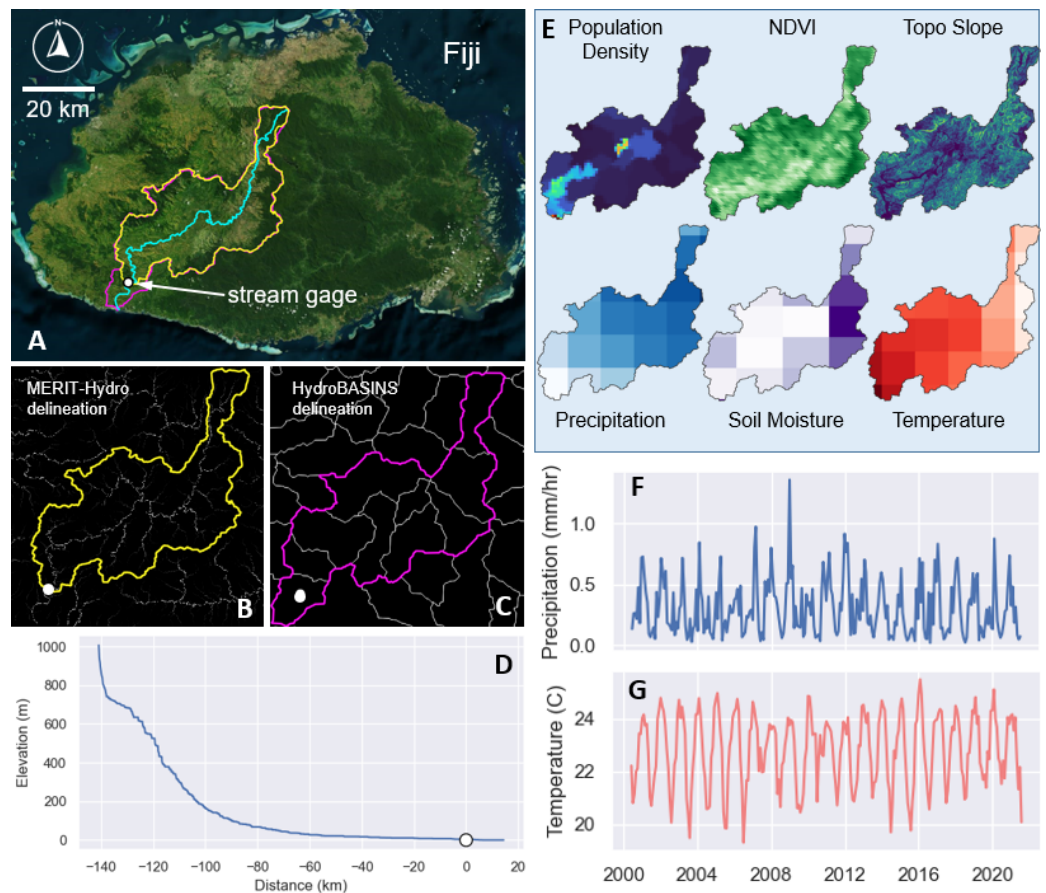 N
Fiji
20 km
stream gage
A
MERIT-Hydro
delineation
B
HydroBASINS
delineation
C
D
1000
800
600
400
200
0
Elevation (m)
−140
−120
−100
−80
−60
−40
−20
0
20
Distance (km)
E
Population
Density
NDVI
Topo Slope
Precipitation
Soil Moisture
Temperature
F
Precipitation (mm/hr)
1.0
0.5
0.0
G
Temperature (C)
24
22
20
2000
2004
2008
2012
2016
2020